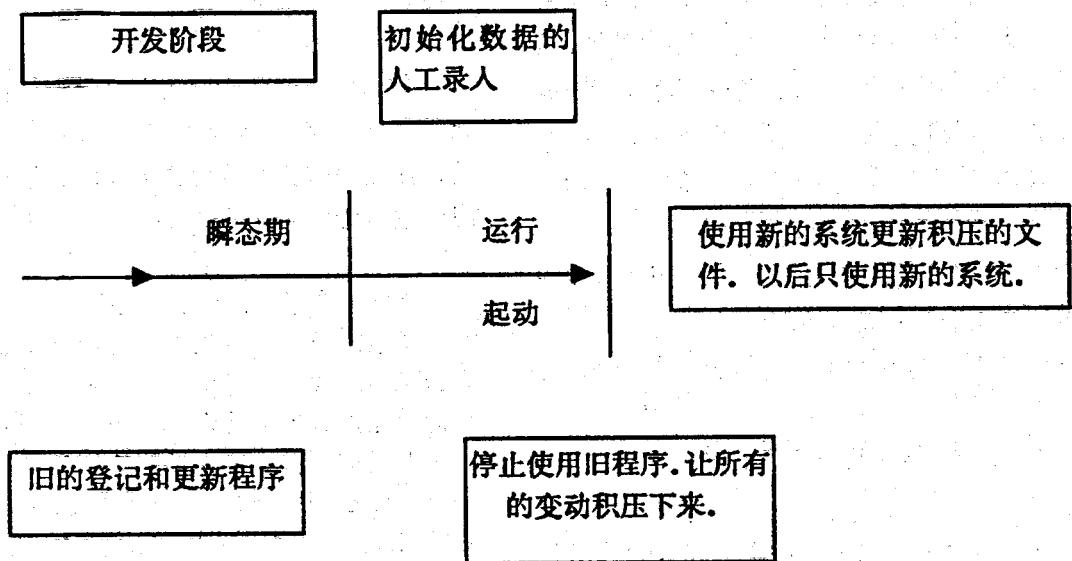 开发阶段
初始化数据的
人工录人
瞬态期
运行
起动
使用新的系统更新积压的文
件.以后只使用新的系统.
旧的登记和更新程序
停止使用旧程序.让所有
的变动积压下来.